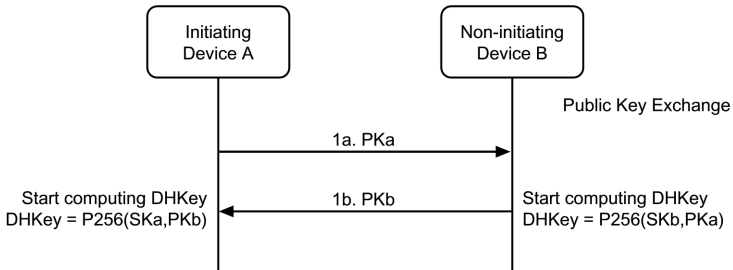 Initiating
Device A
Non-initiating
Device B
Public Key Exchange
1a. PKa
Start computing DHKey
DHKey = P256(SKa,PKb)
1b. PKb
Start computing DHKey
DHKey = P256(SKb,PKa)